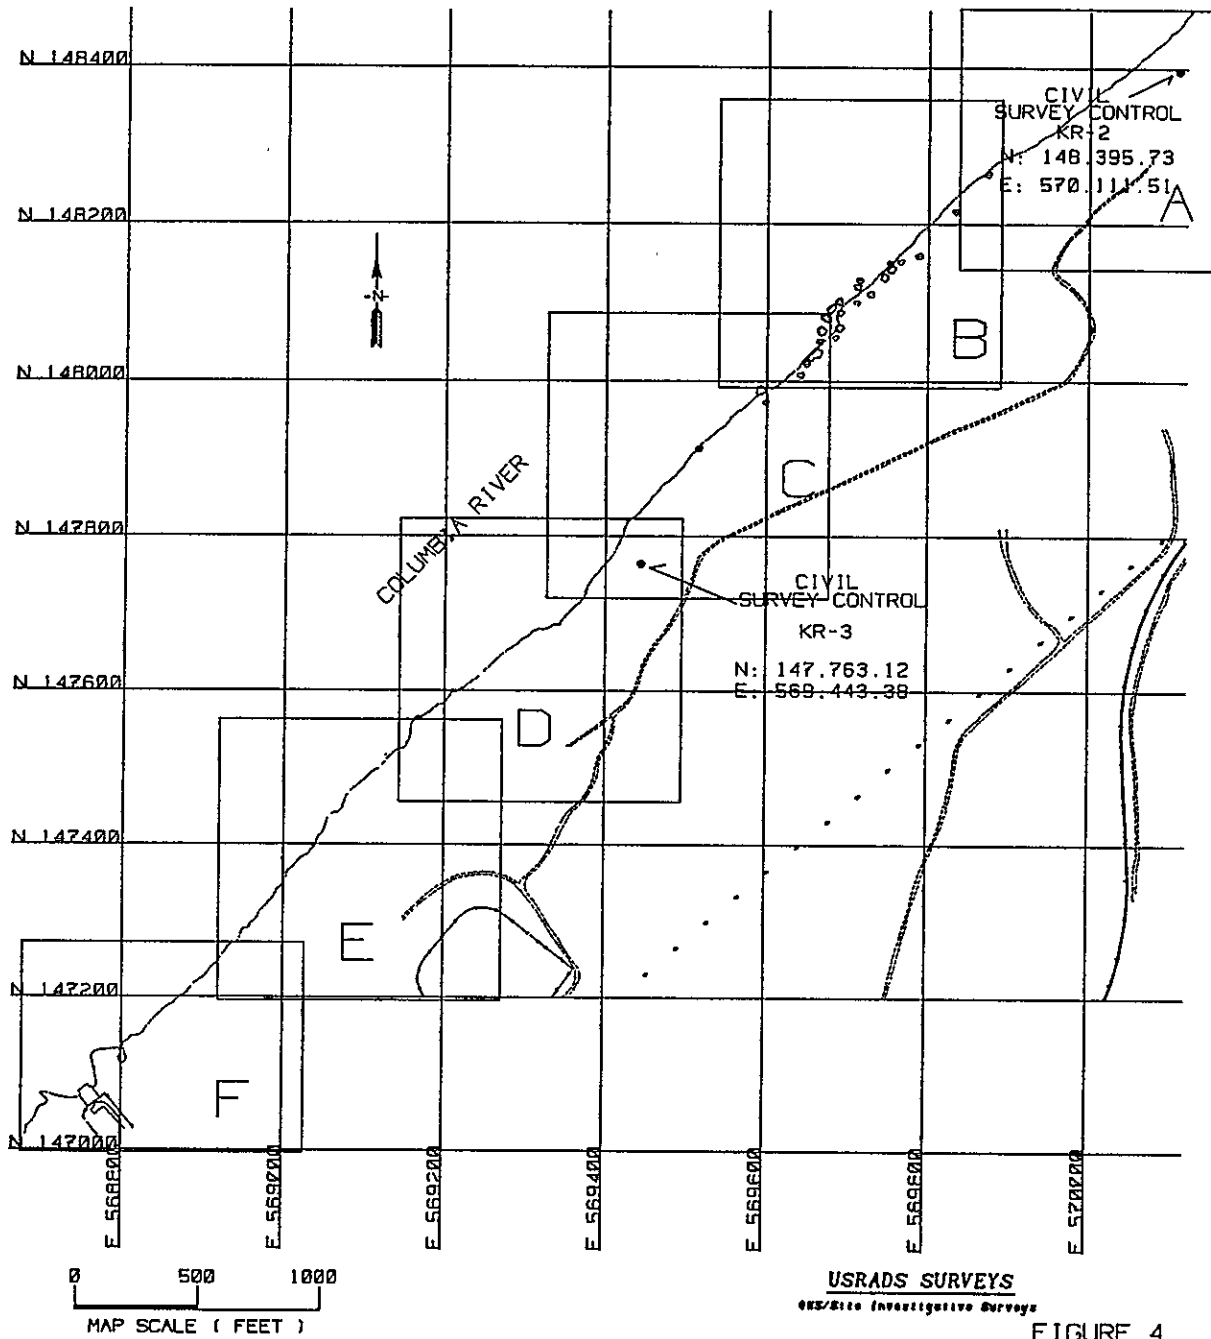 N 148400
CIVIL
SURVEY CONTROL
KR-2
N: 148.395.73
E: 570.111.51
A
N 148200
N
B
N 148000
C
COLUMBIA RIVER
N 147800
CIVIL
SURVEY CONTROL
KR-3
N: 147.763.12
E: 569.443.38
N 147600
D
N 147400
E
N 147200
F
N 147000
E 568800
E 569000
E 569200
E 569400
E 569600
E 569800
E 570000
0 500 1000
MAP SCALE ( FEET )
USRADS SURVEYS
Investigative Surveys
FIGURE 4